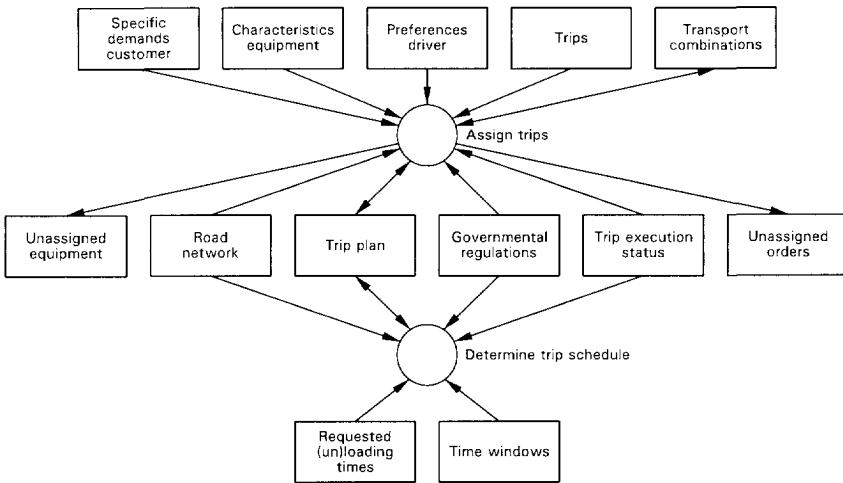 Specific
demands
customer
Characteristics
equipment
Preferences
driver
Trips
Transport
combinations
Assign trips
Unassigned
equipment
Road
network
Trip plan
Governmental
regulations
Trip execution
status
Unassigned
orders
Determine trip schedule
Requested
(un)loading
times
Time windows